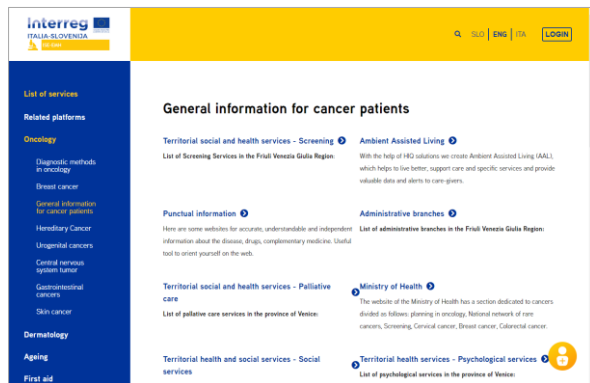 Interreg
ITALIA-SLOVENIJA
SLO | ENG | ITA LOGIN
List of services
Related platforms
Oncology
Diagnostic methods
in oncology
Breast cancer
General information
for cancer patients
Hereditary Cancer
Urogenital cancers
Central nervous
system tumor
Gastrointestinal
cancers
Skin cancer
Dermatology
Ageing
First aid
General information for cancer patients
Territorial social and health services - Screening
List of Screening Services in the Friuli Venezia Giulia Region:
Ambient Assisted Living
With the help of HIQ solutions we create Ambient Assisted Living (AAL),
which helps to live better, support care and specific services and provide
valuable data and alerts to care-givers.
Punctual information
Here are some websites for accurate, understandable and independent
information about the disease, drugs, complementary medicine. Useful
tool to orient yourself on the web.
Administrative branches
List of administrative branches in the Friuli Venezia Giulia Region:
Territorial social and health services - Palliative
care
List of pallative care services in the province of Venice:
Ministry of Health
The website of the Ministry of Health has a section dedicated to cancers
divided as follows: planning in oncology, National network of rare
cancers, Screening, Cervical cancer, Breast cancer, Colorectal cancer.
Territorial health and social services - Social
services
Territorial health services - Psychological services
List of psychological services in the province of Venice: